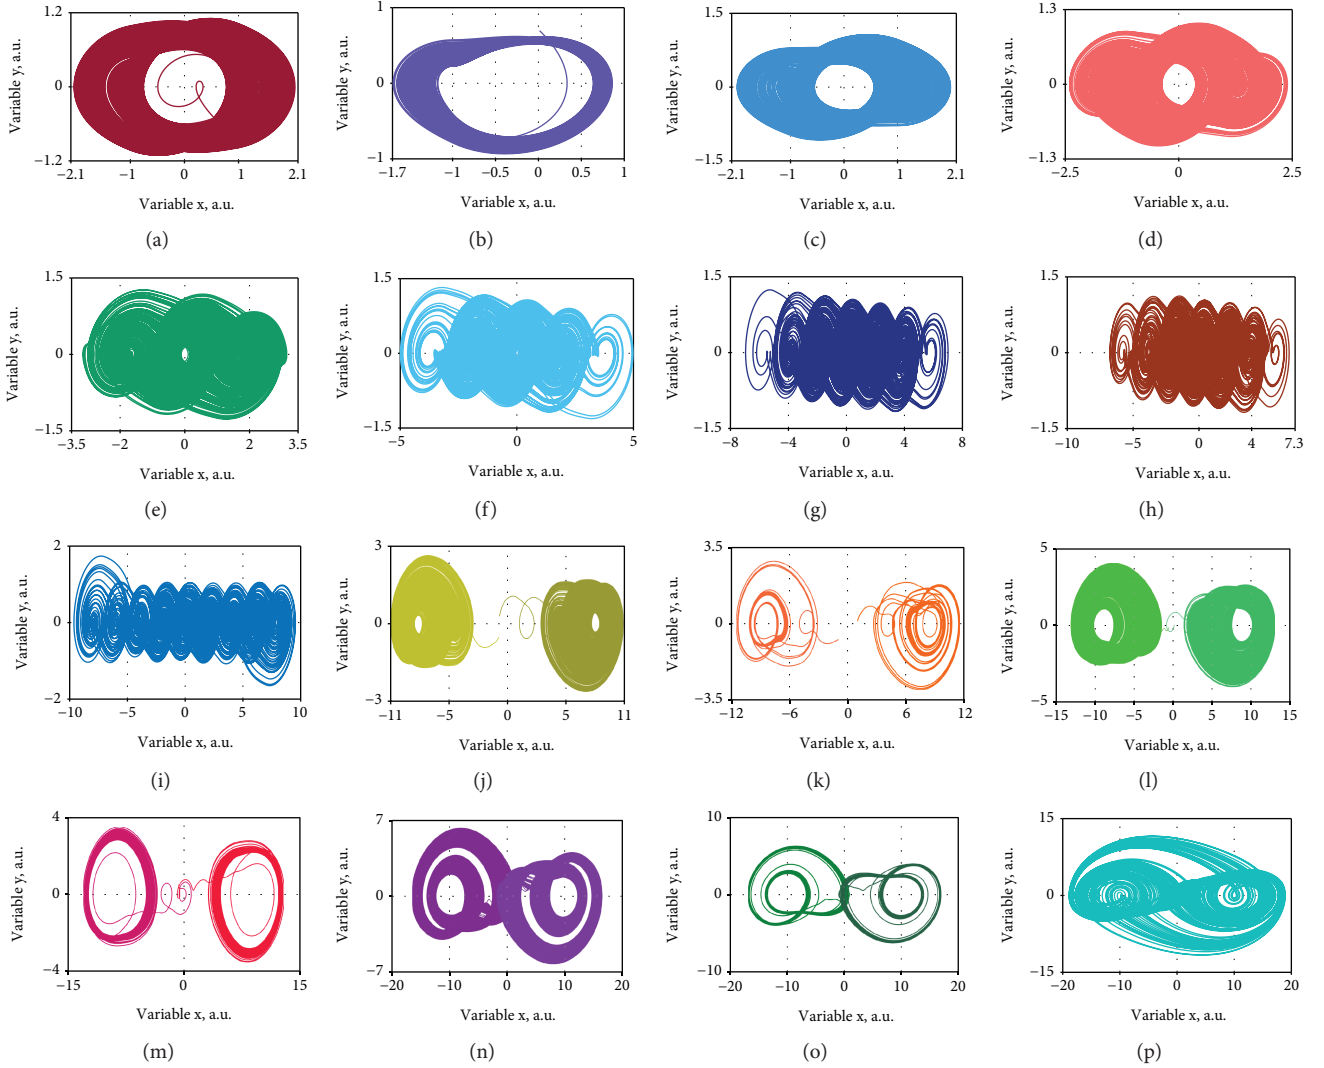 1.2
0
−1.2
−2.1 −1 0 1 2.1
Variable y, a.u.
Variable x, a.u.
(a)
1
0
−1
−1.7 −1 −0.5 0 0.5 1
Variable y, a.u.
Variable x, a.u.
(b)
1.5
0
−1.5
−2.1 −1 0 1 2.1
Variable y, a.u.
Variable x, a.u.
(c)
1.3
0
−1.3
−2.5 0 2.5
Variable y, a.u.
Variable x, a.u.
(d)
1.5
0
−1.5
−3.5 −2 0 2 3.5
Variable y, a.u.
Variable x, a.u.
(e)
1.5
0
−1.5
−5 0 5
Variable y, a.u.
Variable x, a.u.
(f)
1.5
0
−1.5
−8 −4 0 4 8
Variable y, a.u.
Variable x, a.u.
(g)
1.5
0
−1.5
−10 −5 0 4 7.3
Variable y, a.u.
Variable x, a.u.
(h)
2
0
−2
−10 −5 0 5 10
Variable y, a.u.
Variable x, a.u.
(i)
3
0
−3
−11 −5 0 5 11
Variable y, a.u.
Variable x, a.u.
(j)
3.5
0
−3.5
−12 −6 0 6 12
Variable y, a.u.
Variable x, a.u.
(k)
5
0
−5
−15 −10 −5 0 5 10 15
Variable y, a.u.
Variable x, a.u.
(l)
4
0
−4
−15 0 15
Variable y, a.u.
Variable x, a.u.
(m)
7
0
−7
−20 −10 0 10 20
Variable y, a.u.
Variable x, a.u.
(n)
10
0
−10
−20 −10 0 10 20
Variable y, a.u.
Variable x, a.u.
(o)
15
0
−15
−20 −10 0 10 20
Variable y, a.u.
Variable x, a.u.
(p)